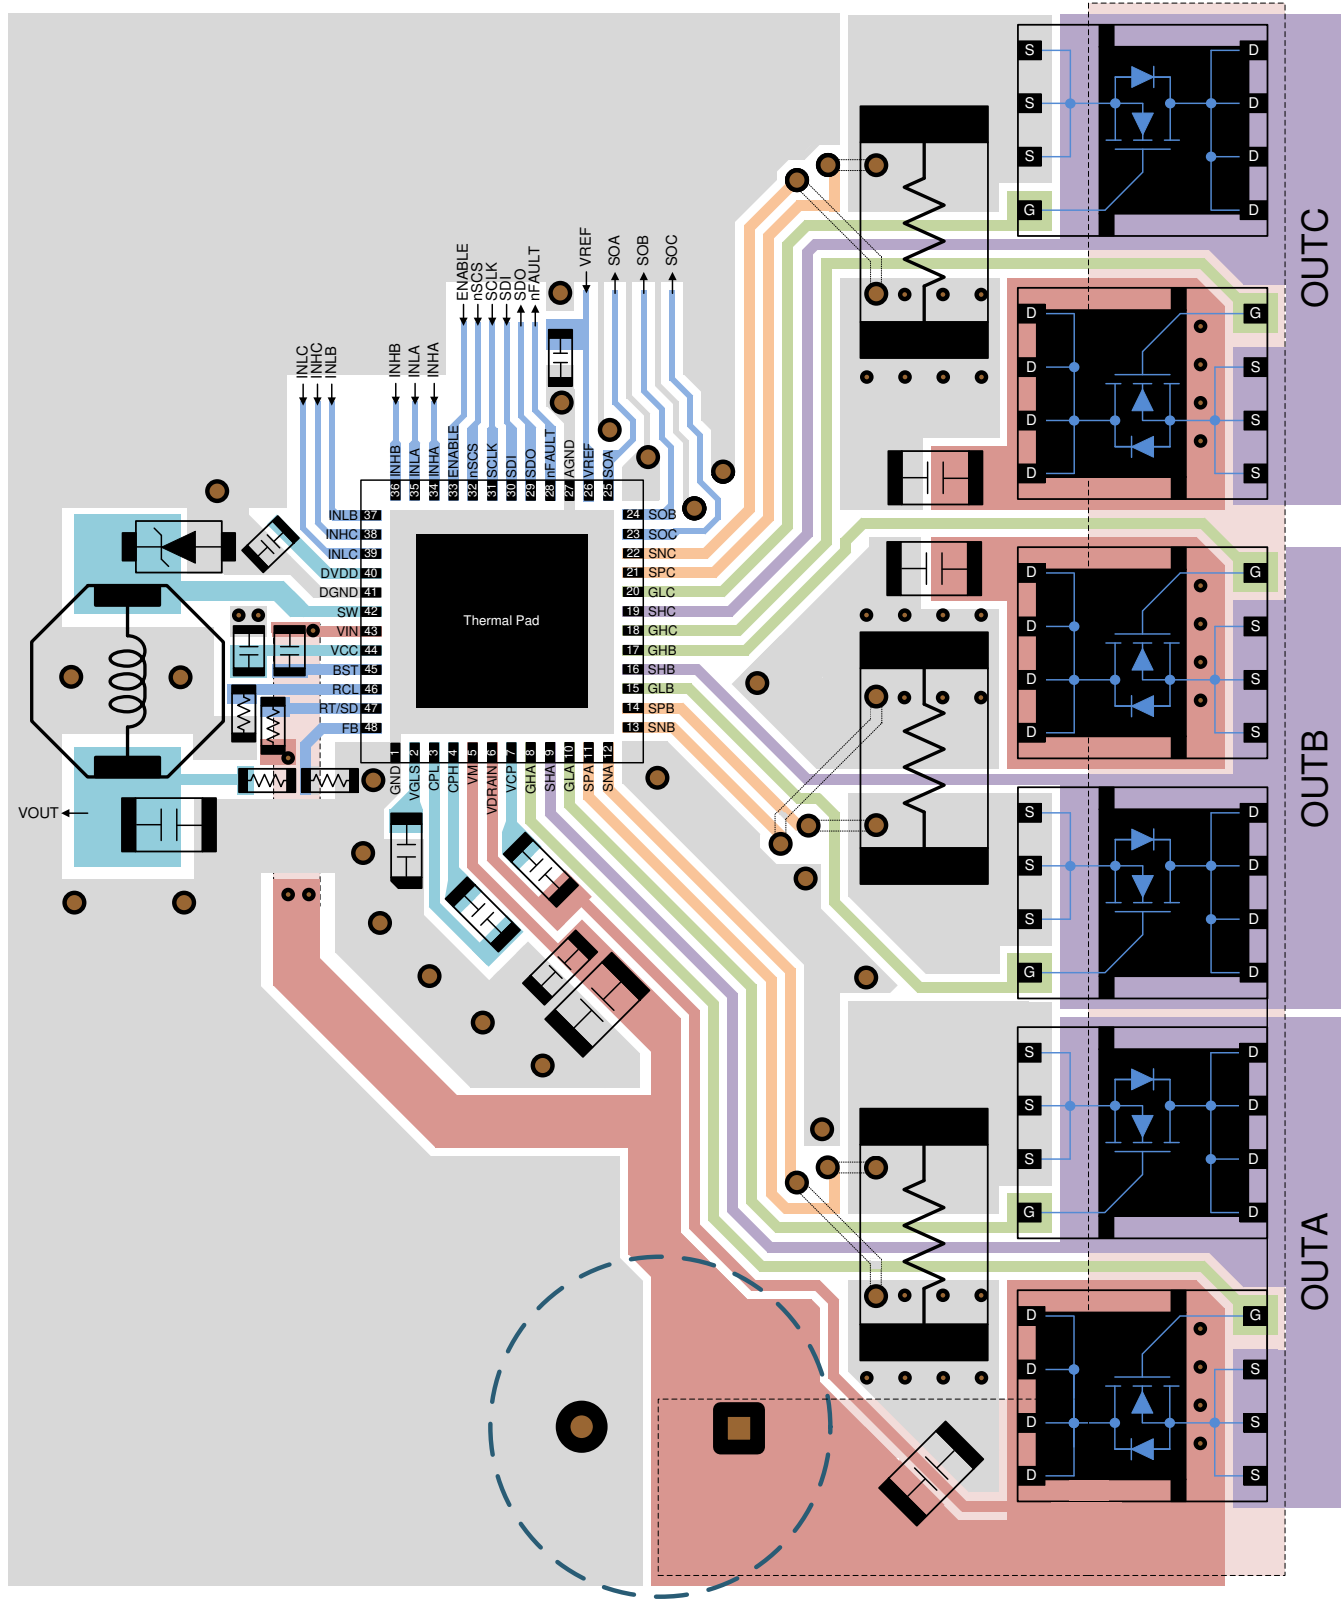 S
D
S
D
S
D
G
D
OUTC
ENABLE
nSCS
SCLK
SDI
SDO
nFAULT
VREF
SOA
SOB
SOC
D
G
D
S
D
S
D
S
INLC
INHC
INLB
INHB
INLA
INHA
36 INHB
35 INLA
34 INHA
33 ENABLE
32 nSCS
31 SCLK
30 SDI
29 SDO
28 nFAULT
27 AGND
26 VREF
25 SOA
INLB 37
INHC 38
INLC 39
DVDD 40
DGND 41
SW 42
VIN 43
VCC 44
BST 45
RCL 46
RT/SD 47
FB 48
Thermal Pad
24 SOB
23 SOC
22 SNC
21 SPC
20 GLC
19 SHC
18 GHC
17 GHB
16 SHB
15 GLB
14 SPB
13 SNB
GND 1
VGLS 2
CPL 3
CPH 4
VM 5
VDRAIN 6
VCP 7
GHA 8
SHA 9
GLA 10
SPA 11
SNA 12
VOUT
D
G
D
S
D
S
D
S
OUTB
S
D
S
D
S
D
G
D
S
D
S
D
S
D
G
D
OUTA
D
G
D
S
D
S
D
S